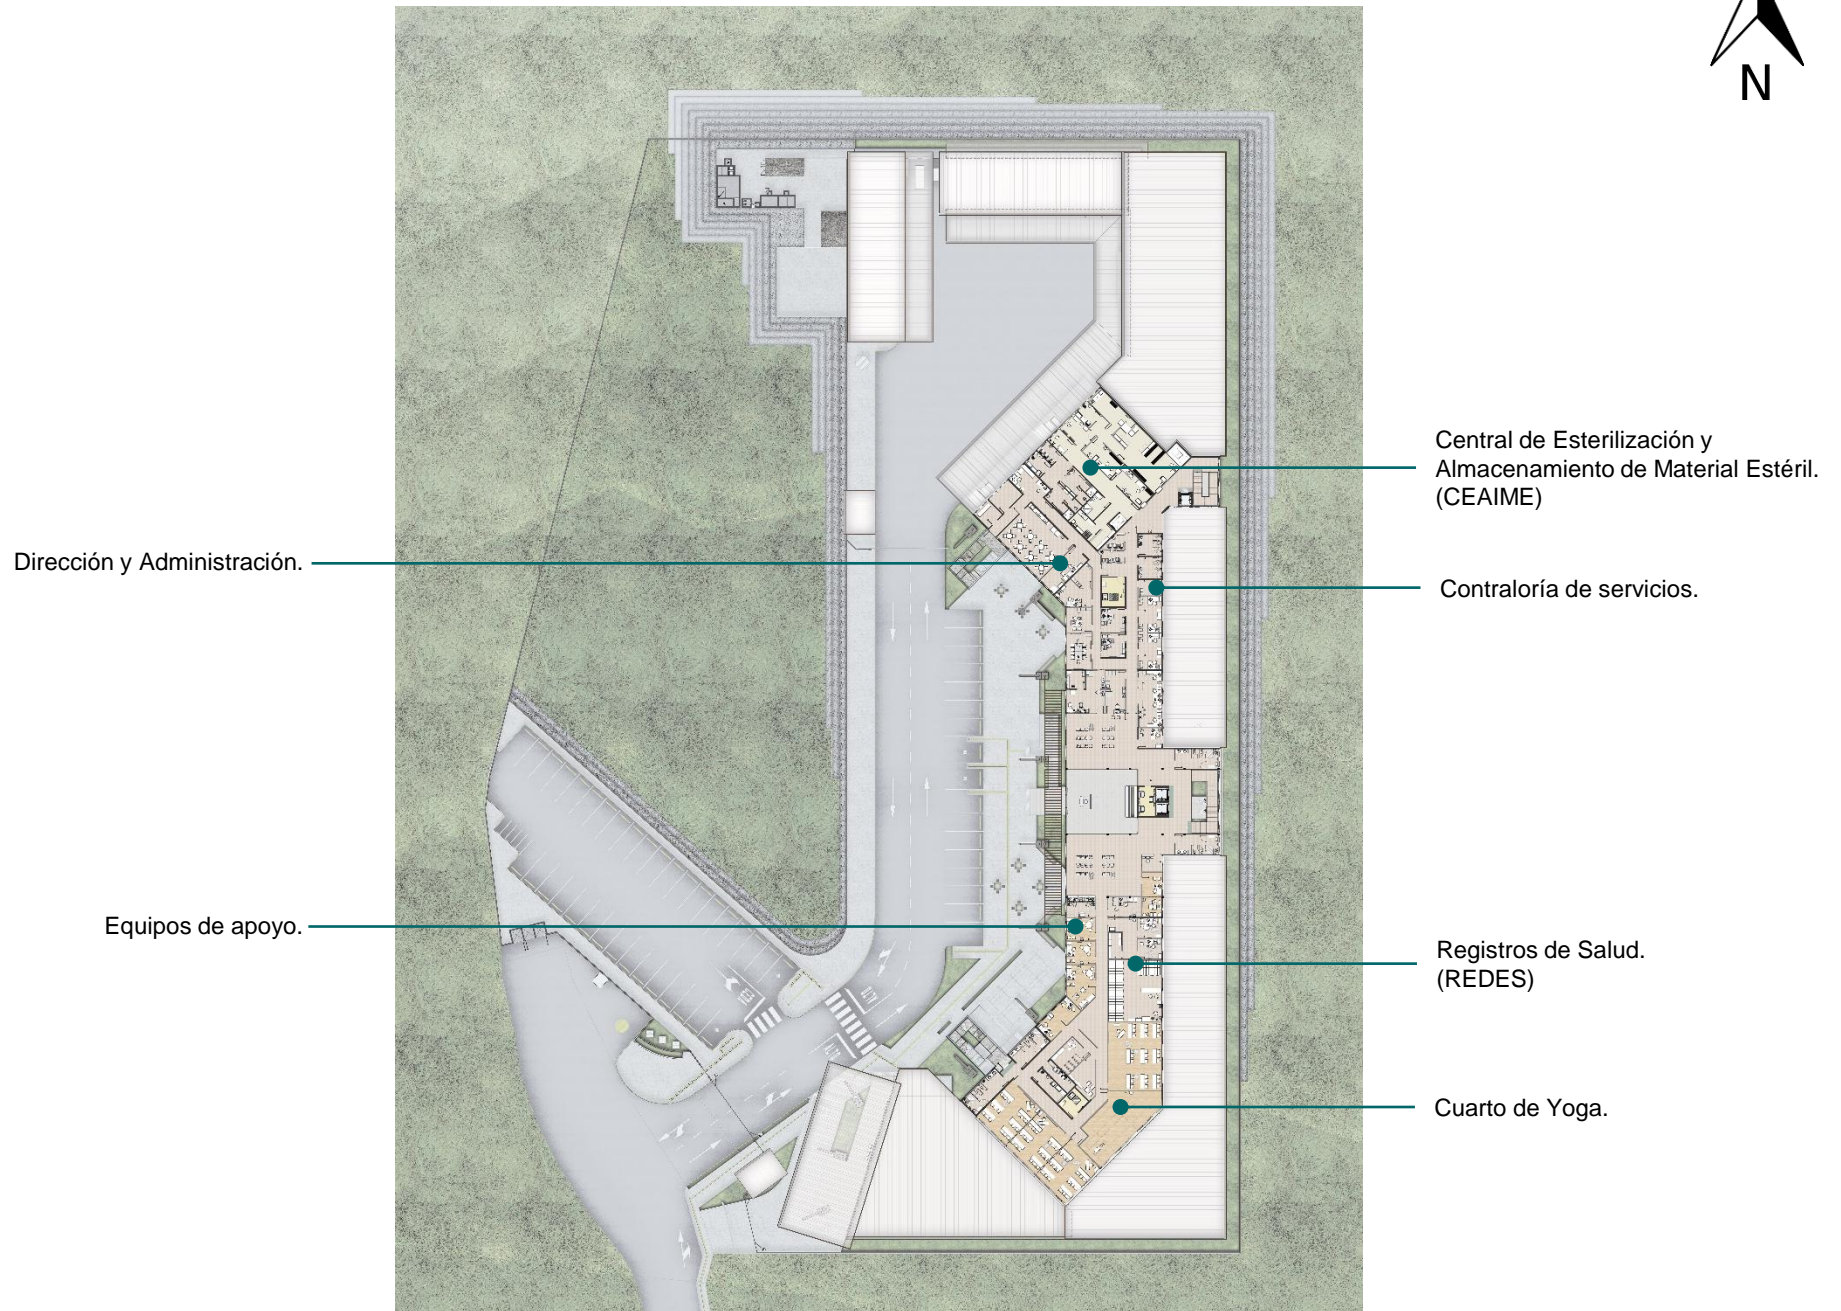 N
Central de Esterilización y
Almacenamiento de Material Estéril.
(CEAIME)
Dirección y Administración.
Contraloría de servicios.
Equipos de apoyo.
Registros de Salud.
(REDES)
Cuarto de Yoga.